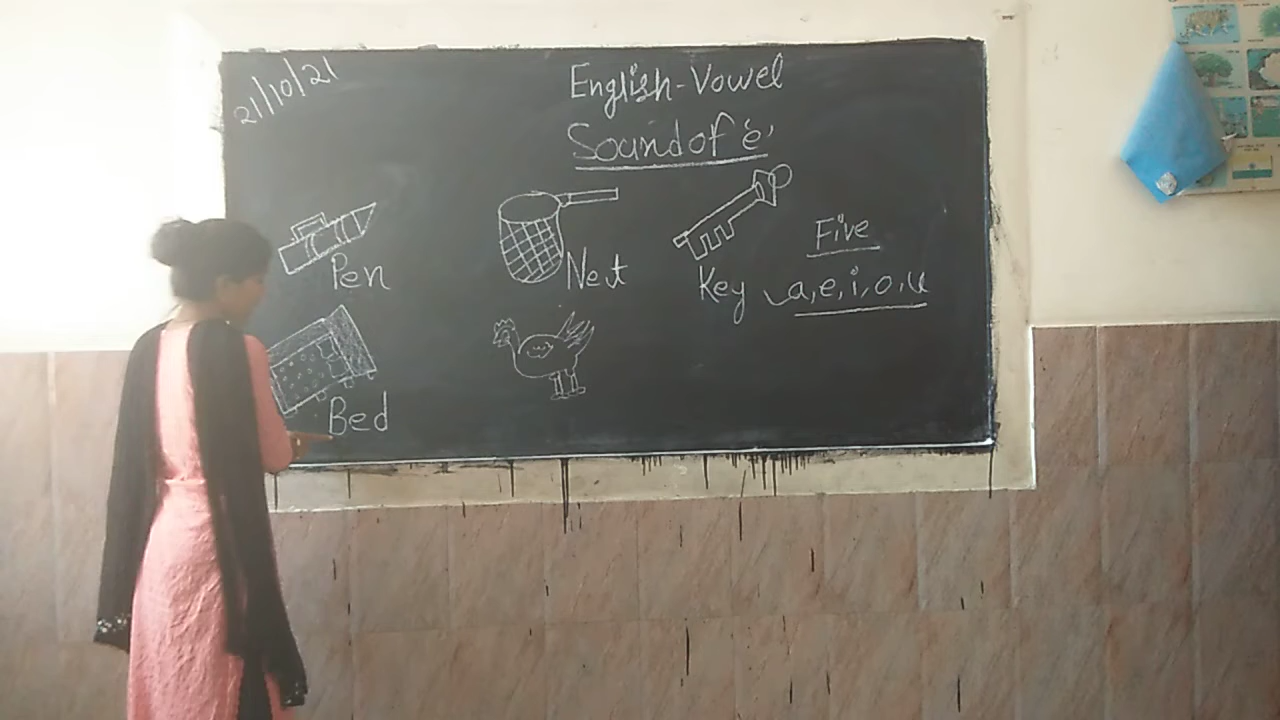 21/10/21
English-Vowel
Sound of 'e'
Pen
Net
Key
Five
a, e, i, o, u
Bed